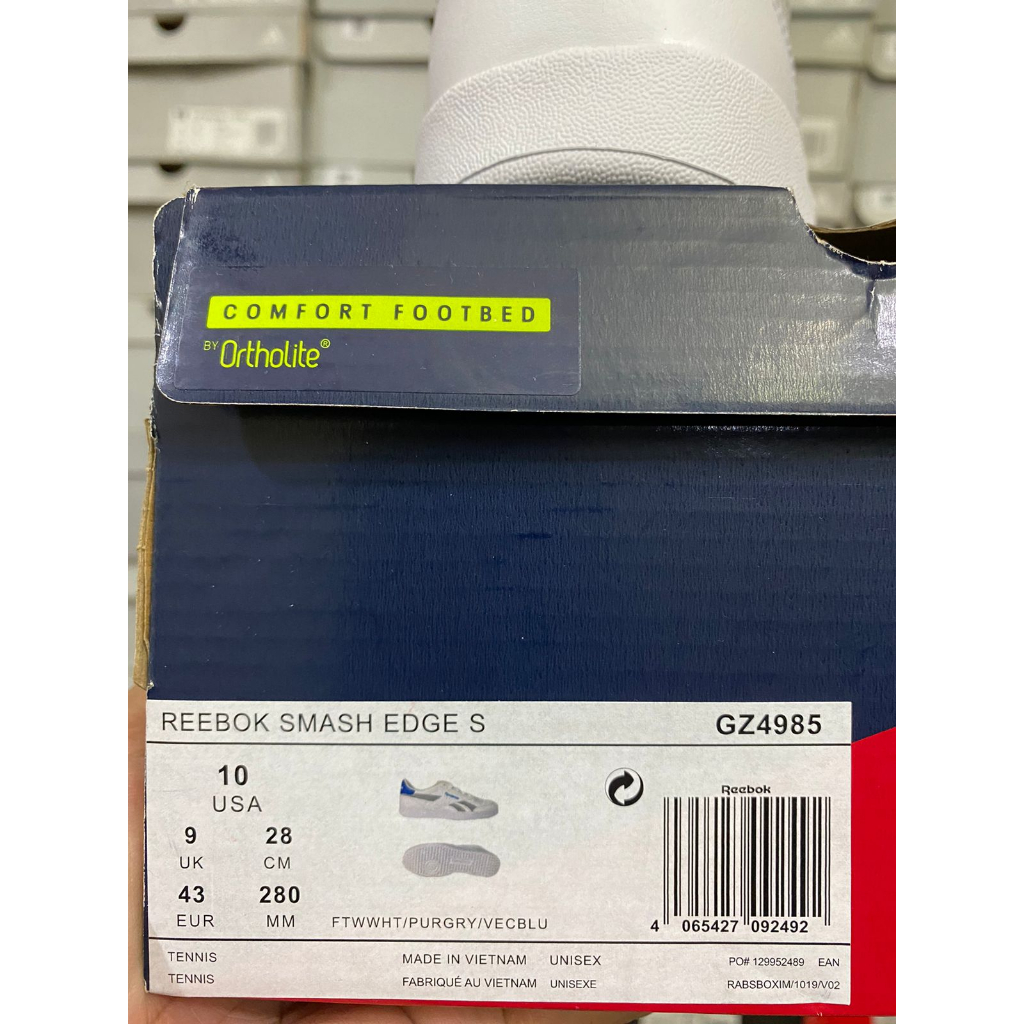 COMFORT FOOTBED
BY Ortholite®
REEBOK SMASH EDGE S GZ4985
10
USA
9 28
UK CM
43 280
EUR MM
FTWWHT/PURGRY/VECBLU
Reebok
4 065427 092492
TENNIS MADE IN VIETNAM UNISEX PO# 129952489 EAN
TENNIS FABRIQUÉ AU VIETNAM UNISEXE RABSBOXIM/1019/V02